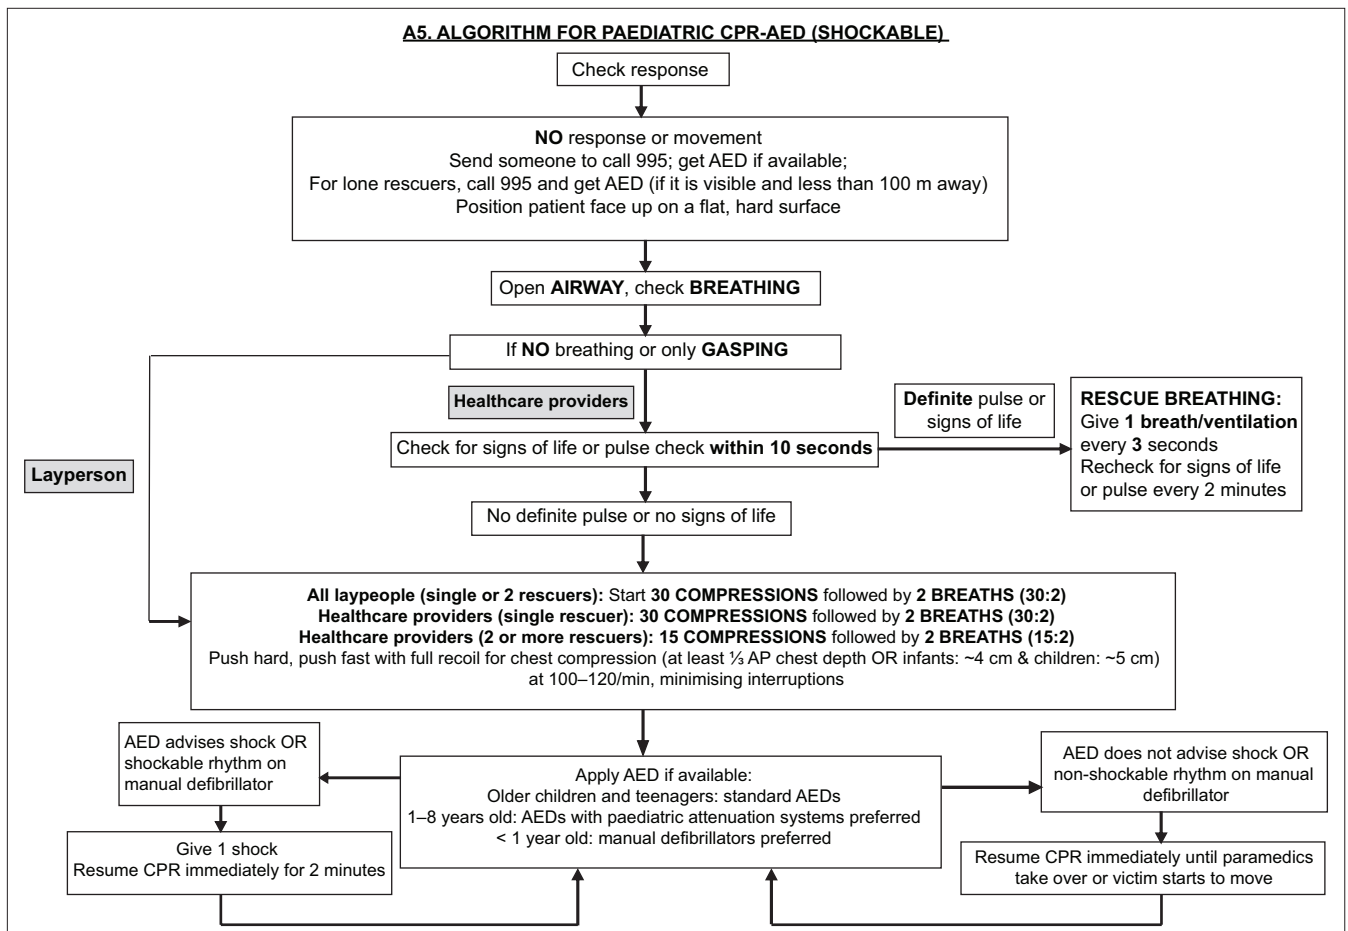 A5. ALGORITHM FOR PAEDIATRIC CPR-AED (SHOCKABLE)
Check response
NO response or movement
Send someone to call 995; get AED if available;
For lone rescuers, call 995 and get AED (if it is visible and less than 100 m away)
Position patient face up on a flat, hard surface
Open AIRWAY, check BREATHING
If NO breathing or only GASPING
Healthcare providers
Definite pulse or
signs of life
RESCUE BREATHING:
Give 1 breath/ventilation
every 3 seconds
Recheck for signs of life
or pulse every 2 minutes
Check for signs of life or pulse check within 10 seconds
Layperson
No definite pulse or no signs of life
All laypeople (single or 2 rescuers): Start 30 COMPRESSIONS followed by 2 BREATHS (30:2)
Healthcare providers (single rescuer): 30 COMPRESSIONS followed by 2 BREATHS (30:2)
Healthcare providers (2 or more rescuers): 15 COMPRESSIONS followed by 2 BREATHS (15:2)
Push hard, push fast with full recoil for chest compression (at least ⅓ AP chest depth OR infants: ~4 cm & children: ~5 cm)
at 100–120/min, minimising interruptions
AED advises shock OR
shockable rhythm on
manual defibrillator
Apply AED if available:
Older children and teenagers: standard AEDs
1–8 years old: AEDs with paediatric attenuation systems preferred
< 1 year old: manual defibrillators preferred
AED does not advise shock OR
non-shockable rhythm on manual
defibrillator
Give 1 shock
Resume CPR immediately for 2 minutes
Resume CPR immediately until paramedics
take over or victim starts to move